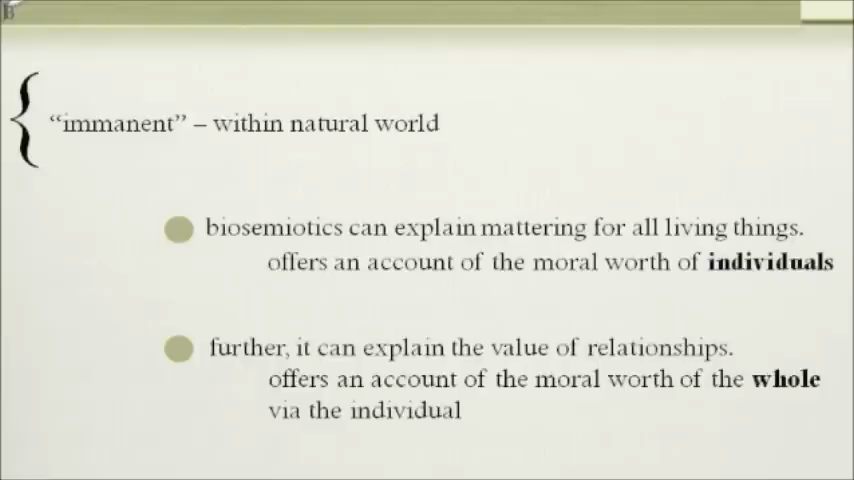 B
{
“immanent” – within natural world
biosemiotics can explain mattering for all living things.
offers an account of the moral worth of individuals
further, it can explain the value of relationships.
offers an account of the moral worth of the whole
via the individual